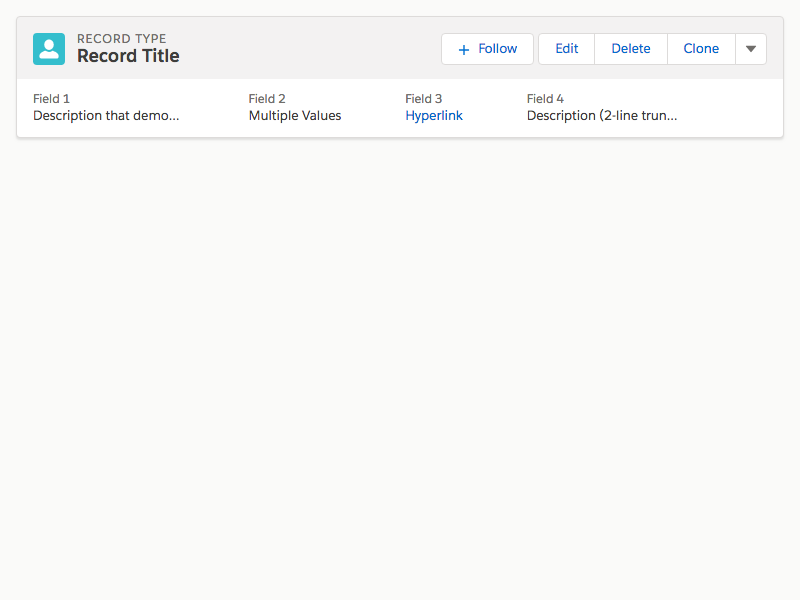 RECORD TYPE
Record Title
Follow
Edit
Delete
Clone
Field 1
Description that demo...
Field 2
Multiple Values
Field 3
Hyperlink
Field 4
Description (2-line trun...